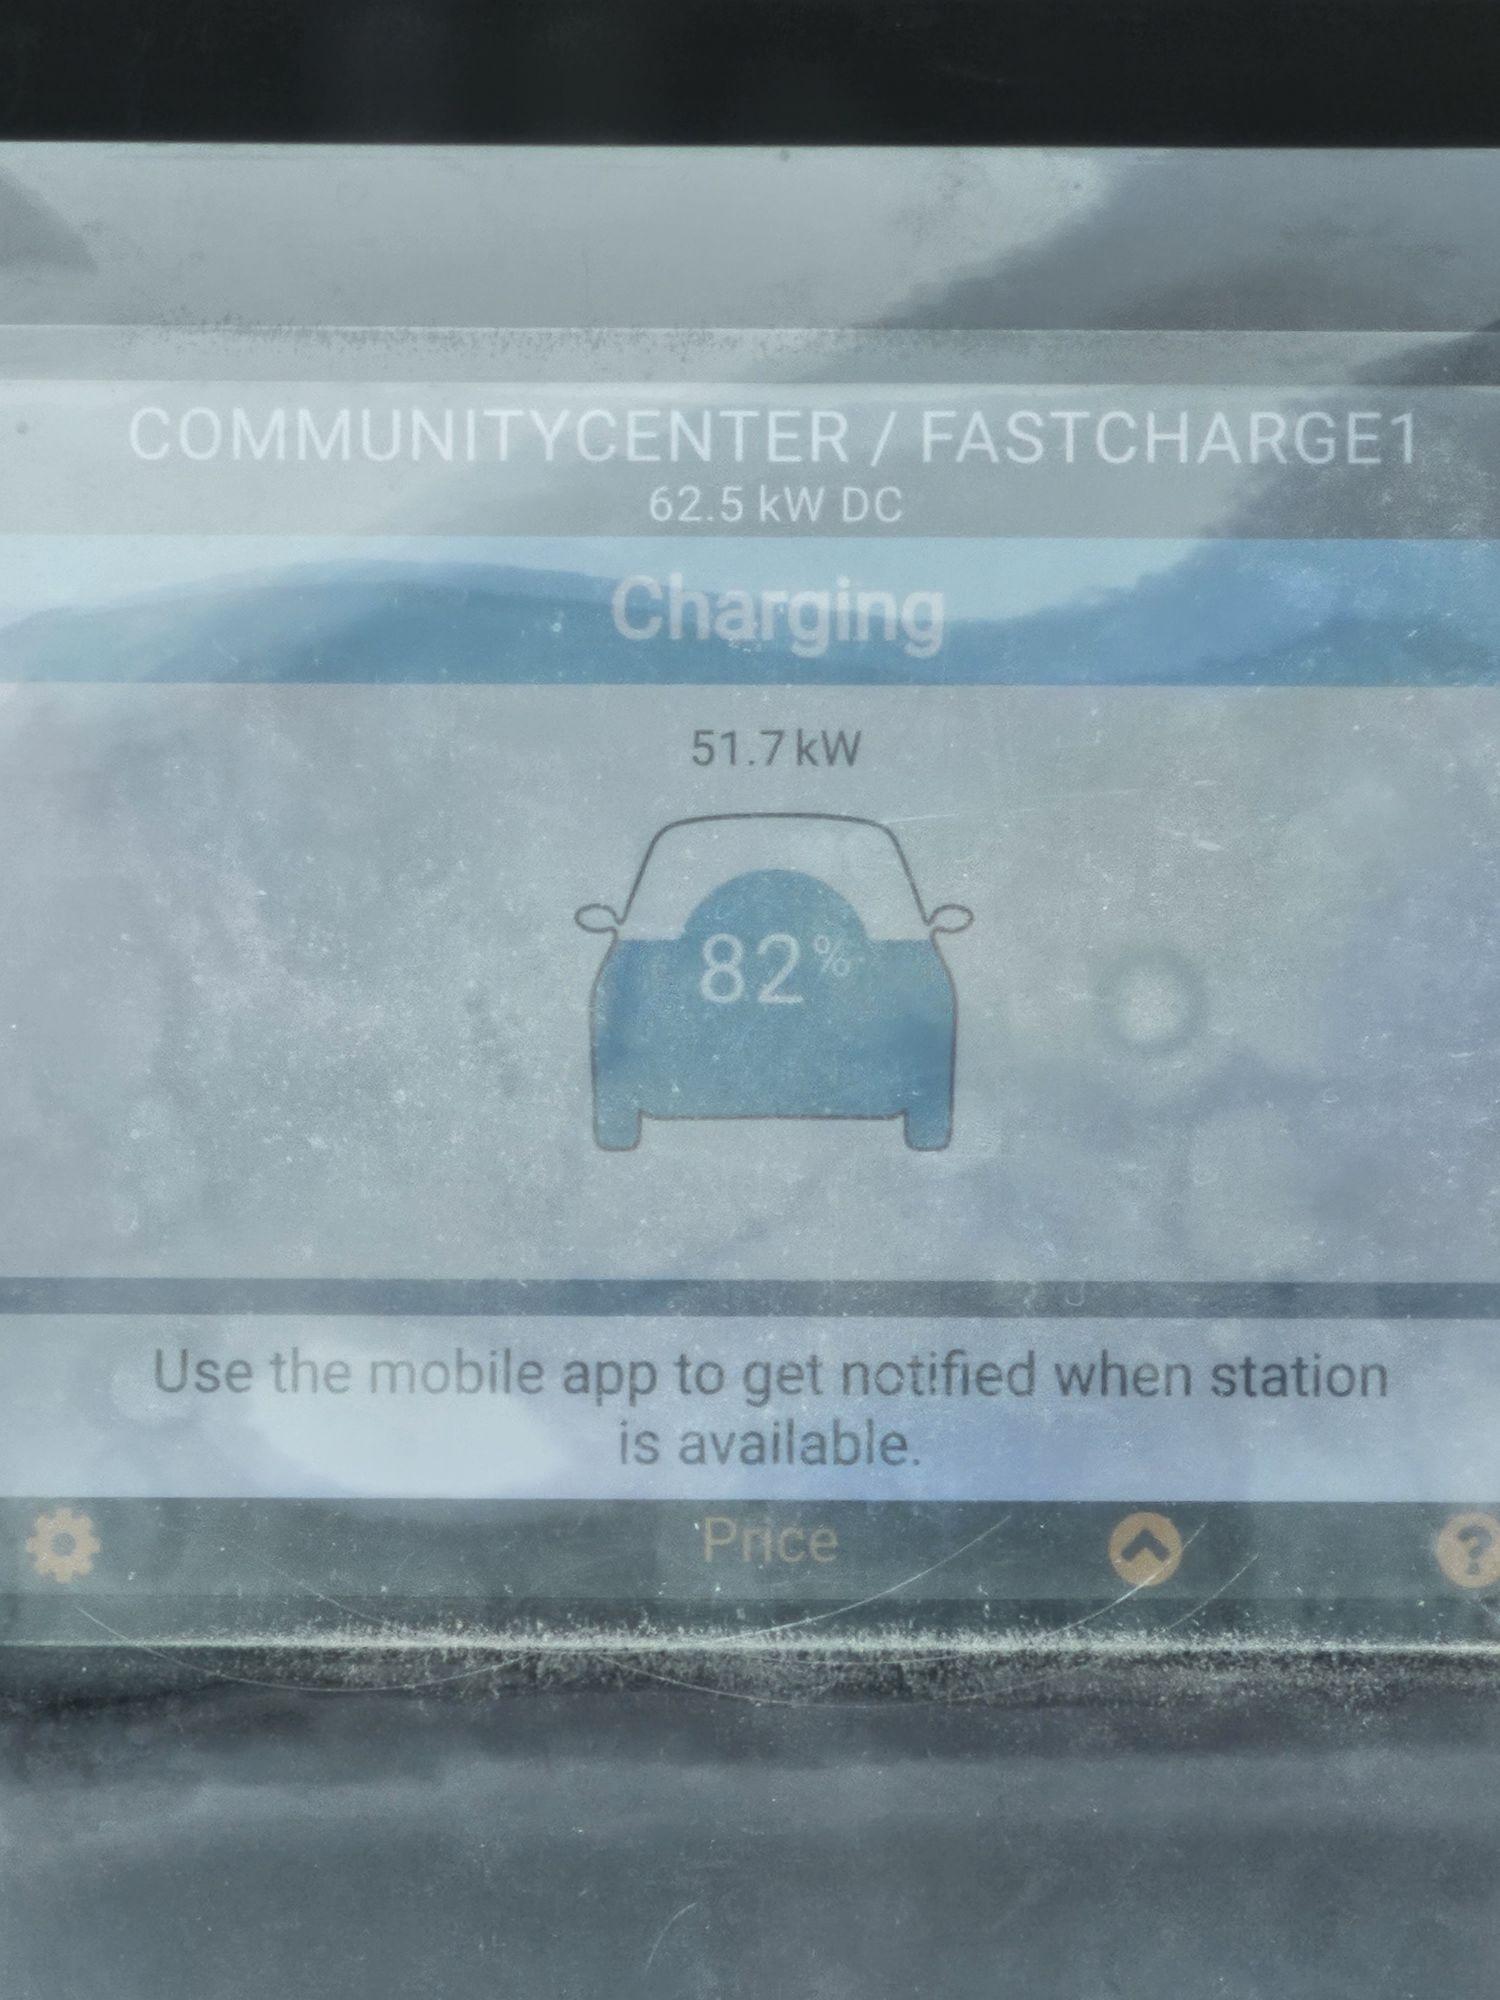 COMMUNITYCENTER / FASTCHARGE1
62.5 kW DC
Charging
51.7 kW
82%
Use the mobile app to get notified when station
is available.
Price
?